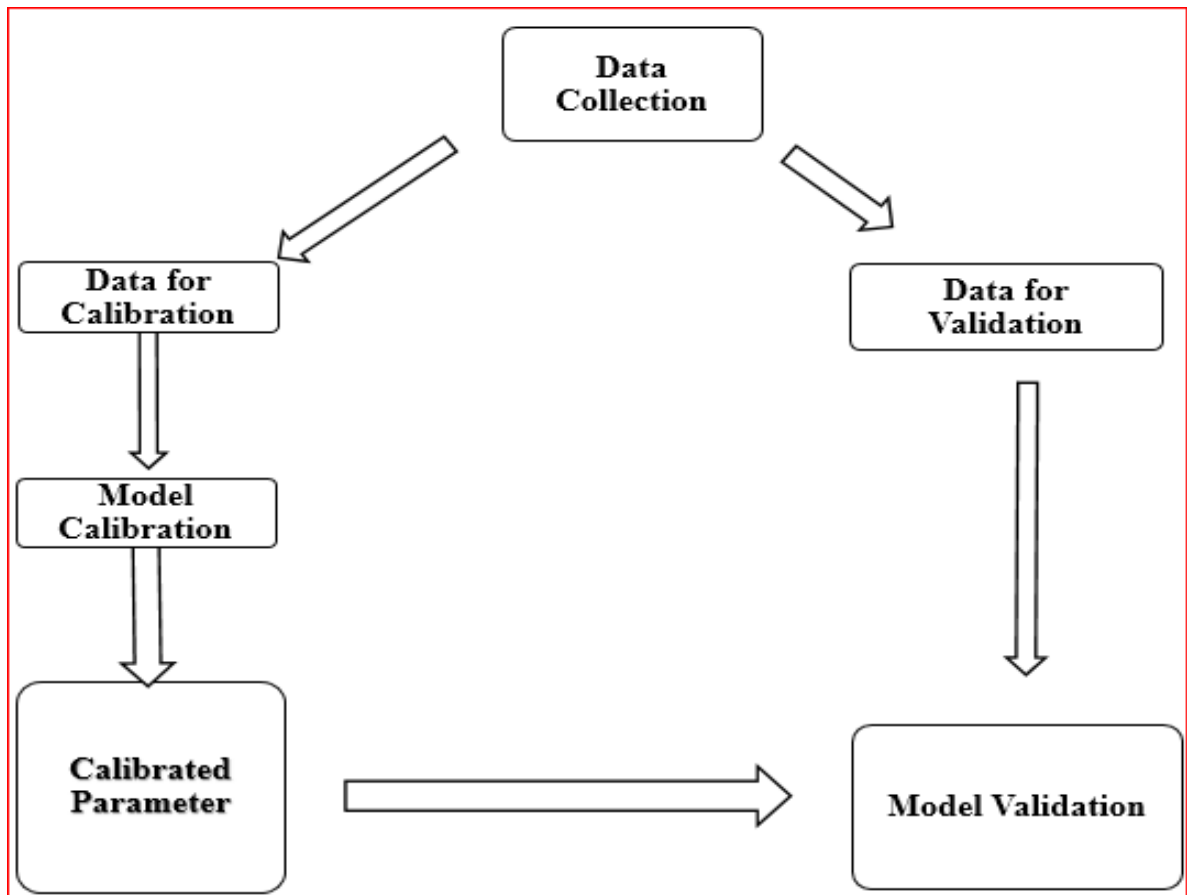 Data
Collection
Data for
Calibration
Data for
Validation
Model
Calibration
Calibrated
Parameter
Model Validation